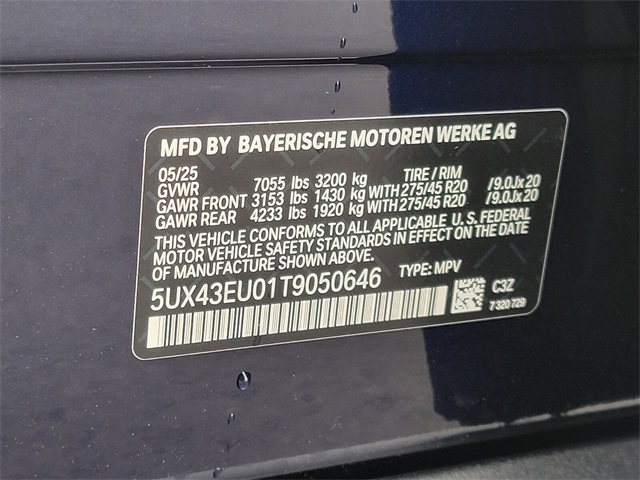 MFD BY BAYERISCHE MOTOREN WERKE AG
05/25 TIRE / RIM
GVWR 7055 lbs 3200 kg
GAWR FRONT 3153 lbs 1430 kg WITH 275/45 R20 /9.0Jx20
GAWR REAR 4233 lbs 1920 kg WITH 275/45 R20 /9.0Jx20
THIS VEHICLE CONFORMS TO ALL APPLICABLE U. S. FEDERAL
MOTOR VEHICLE SAFETY STANDARDS IN EFFECT ON THE DATE
OF MANUFACTURE SHOWN ABOVE.
5UX43EU01T9050646 TYPE: MPV
C3Z
7 320 729